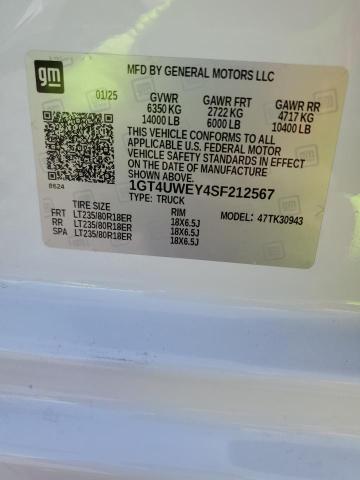 gm
MFD BY GENERAL MOTORS LLC
01/25 GVWR GAWR FRT GAWR RR
6350 KG 2722 KG 4717 KG
14000 LB 6000 LB 10400 LB
THIS VEHICLE CONFORMS TO ALL
APPLICABLE U.S. FEDERAL MOTOR
VEHICLE SAFETY STANDARDS IN EFFECT
ON THE DATE OF MANUFACTURE
SHOWN ABOVE.
8624 1GT4UWEY4SF212567
TYPE: TRUCK
TIRE SIZE RIM MODEL: 47TK30943
FRT LT235/80R18ER 18X6.5J
RR LT235/80R18ER 18X6.5J
SPA LT235/80R18ER 18X6.5J